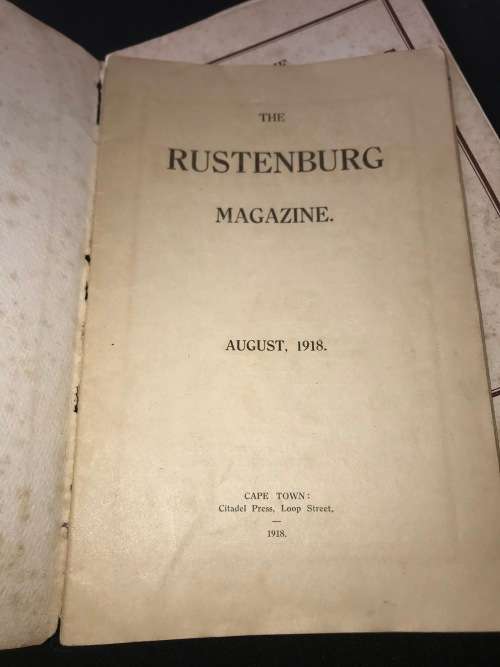 THE
RUSTENBURG
MAGAZINE.
AUGUST, 1918.
CAPE TOWN:
Citadel Press, Loop Street,
1918.